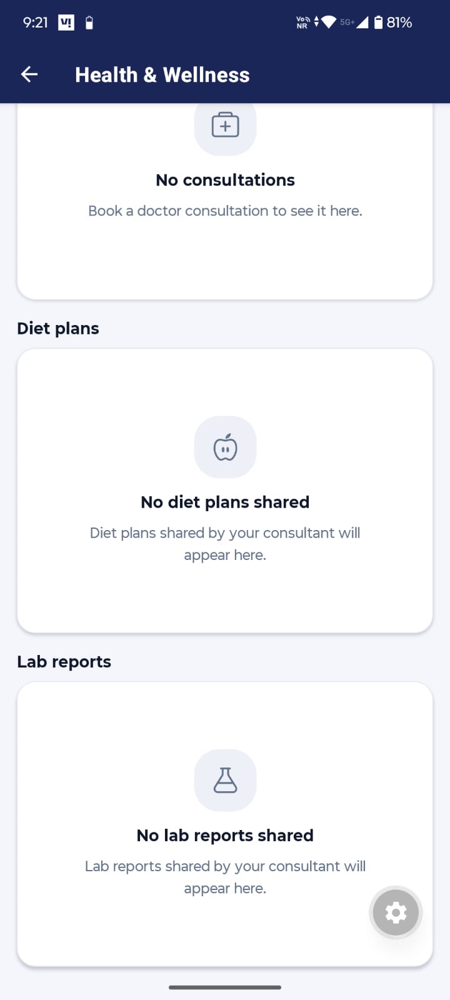 9:21 V! Vo NR 5G+ 81%
Health & Wellness
No consultations
Book a doctor consultation to see it here.
Diet plans
No diet plans shared
Diet plans shared by your consultant will
appear here.
Lab reports
No lab reports shared
Lab reports shared by your consultant will
appear here.